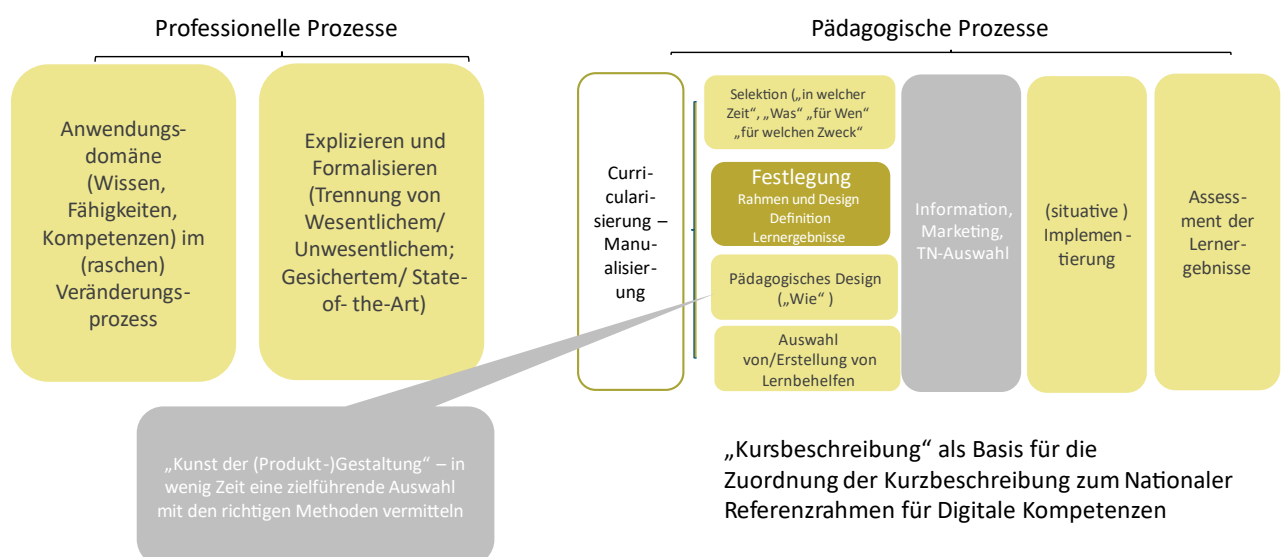 Professionelle Prozesse
Pädagogische Prozesse
Anwendungs-
domäne
(Wissen,
Fähigkeiten,
Kompetenzen) im
(raschen)
Veränderungs-
prozess
Explizieren und
Formalisieren
(Trennung von
Wesentlichem/
Unwesentlichem;
Gesichertem/ State-
of- the-Art)
Curri-
cularisi-
sierung –
Manu-
alisier-
ung
Selektion („in welcher
Zeit“, „Was“ „für Wen“
„für welchen Zweck“
Festlegung
Rahmen und Design
Definition
Lernergebnisse
Pädagogisches Design
(„Wie“ )
Auswahl
von/Erstellung von
Lernbehelfen
Information,
Marketing,
TN-Auswahl
(situative )
Implemen -
tierung
Assess-
ment der
Lerner-
gebnisse
„Kunst der (Produkt-)Gestaltung“ – in
wenig Zeit eine zielführende Auswahl
mit den richtigen Methoden vermitteln
„Kursbeschreibung“ als Basis für die
Zuordnung der Kurzbeschreibung zum Nationaler
Referenzrahmen für Digitale Kompetenzen